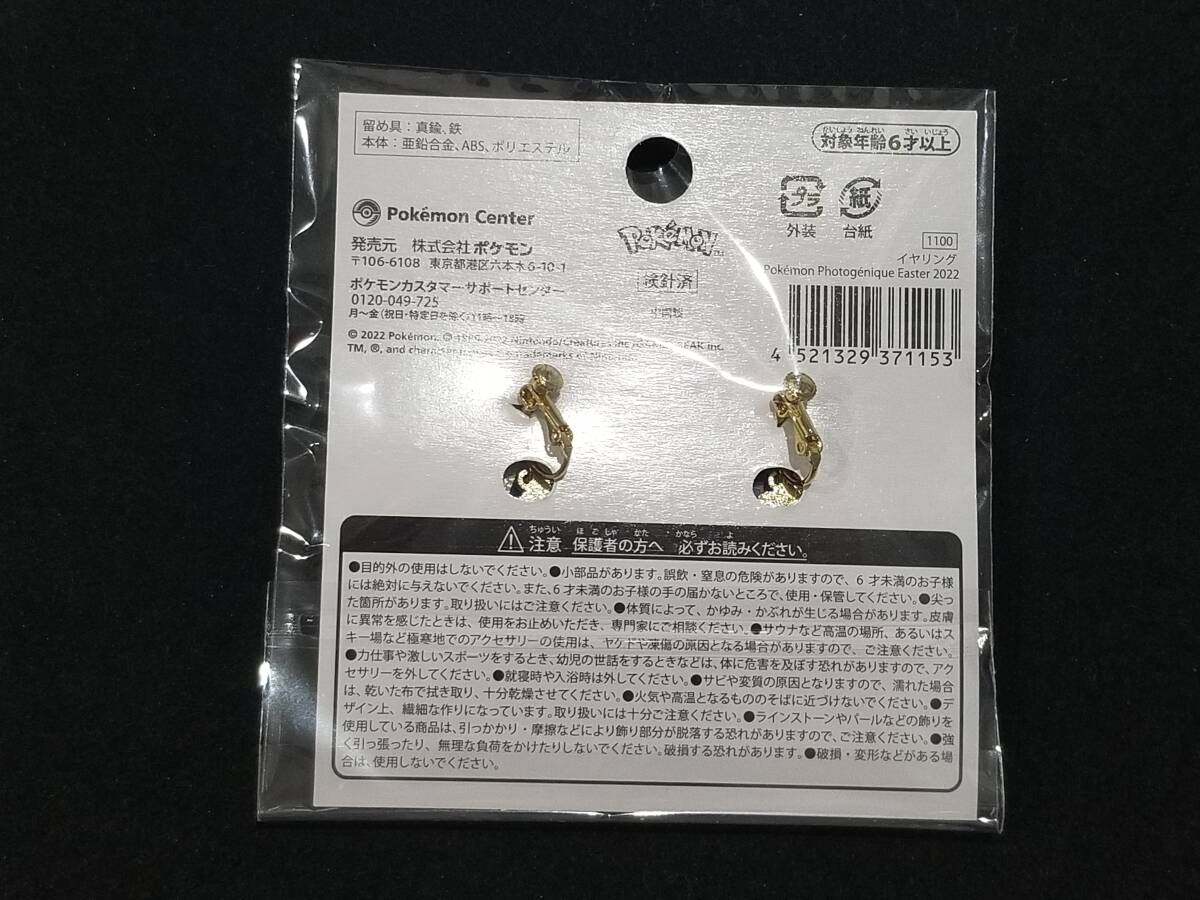 留め具：真鍮、鉄
本体：亜鉛合金、ABS、ポリエステル
たいしょう ねんれい さい いじょう
対象年齢6才以上
プラ
外装
紙
台紙
Pokémon Center
発売元 株式会社ポケモン
〒106-6108 東京都港区六本木6-10-1
ポケモンカスタマーサポートセンター
0120-049-725
月～金（祝日・特定日を除く）11時～18時
© 2022 Pokémon. © 1995-2022 Nintendo/Creatures Inc./GAME FREAK inc.
TM, ®, and character names are trademarks of Nintendo.
POKÉMON
TM
検針済
中国製
1100
イヤリング
Pokémon Photogénique Easter 2022
4 521329 371153
ちゅうい ほごしゃ かた かなら よ
注意 保護者の方へ 必ずお読みください。
●目的外の使用はしないでください。●小部品があります。誤飲・窒息の危険がありますので、6才未満のお子様
には絶対に与えないでください。また、6才未満のお子様の手の届かないところで、使用・保管してください。●尖っ
た箇所があります。取り扱いにはご注意ください。●体質によって、かゆみ・かぶれが生じる場合があります。皮膚
に異常を感じたときは、使用をお止めいただき、専門家にご相談ください。●サウナなど高温の場所、あるいはス
キー場など極寒地でのアクセサリーの使用は、ヤケドや凍傷の原因となる場合がありますので、ご注意ください。
●力仕事や激しいスポーツをするとき、幼児の世話をするときなどは、体に危害を及ぼす恐れがありますので、アク
セサリーを外してください。●就寝時や入浴時は外してください。●サビや変質の原因となりますので、濡れた場合
は、乾いた布で拭き取り、十分乾燥させてください。●火気や高温となるもののそばに近づけないでください。●デ
ザイン上、繊細な作りになっています。取り扱いには十分ご注意ください。●ラインストーンやパールなどの飾りを
使用している商品は、引っかかり・摩擦などにより飾り部分が脱落する恐れがありますので、ご注意ください。●強
く引っ張ったり、無理な負荷をかけたりしないでください。破損する恐れがあります。●破損・変形などがある場
合は、使用しないでください。